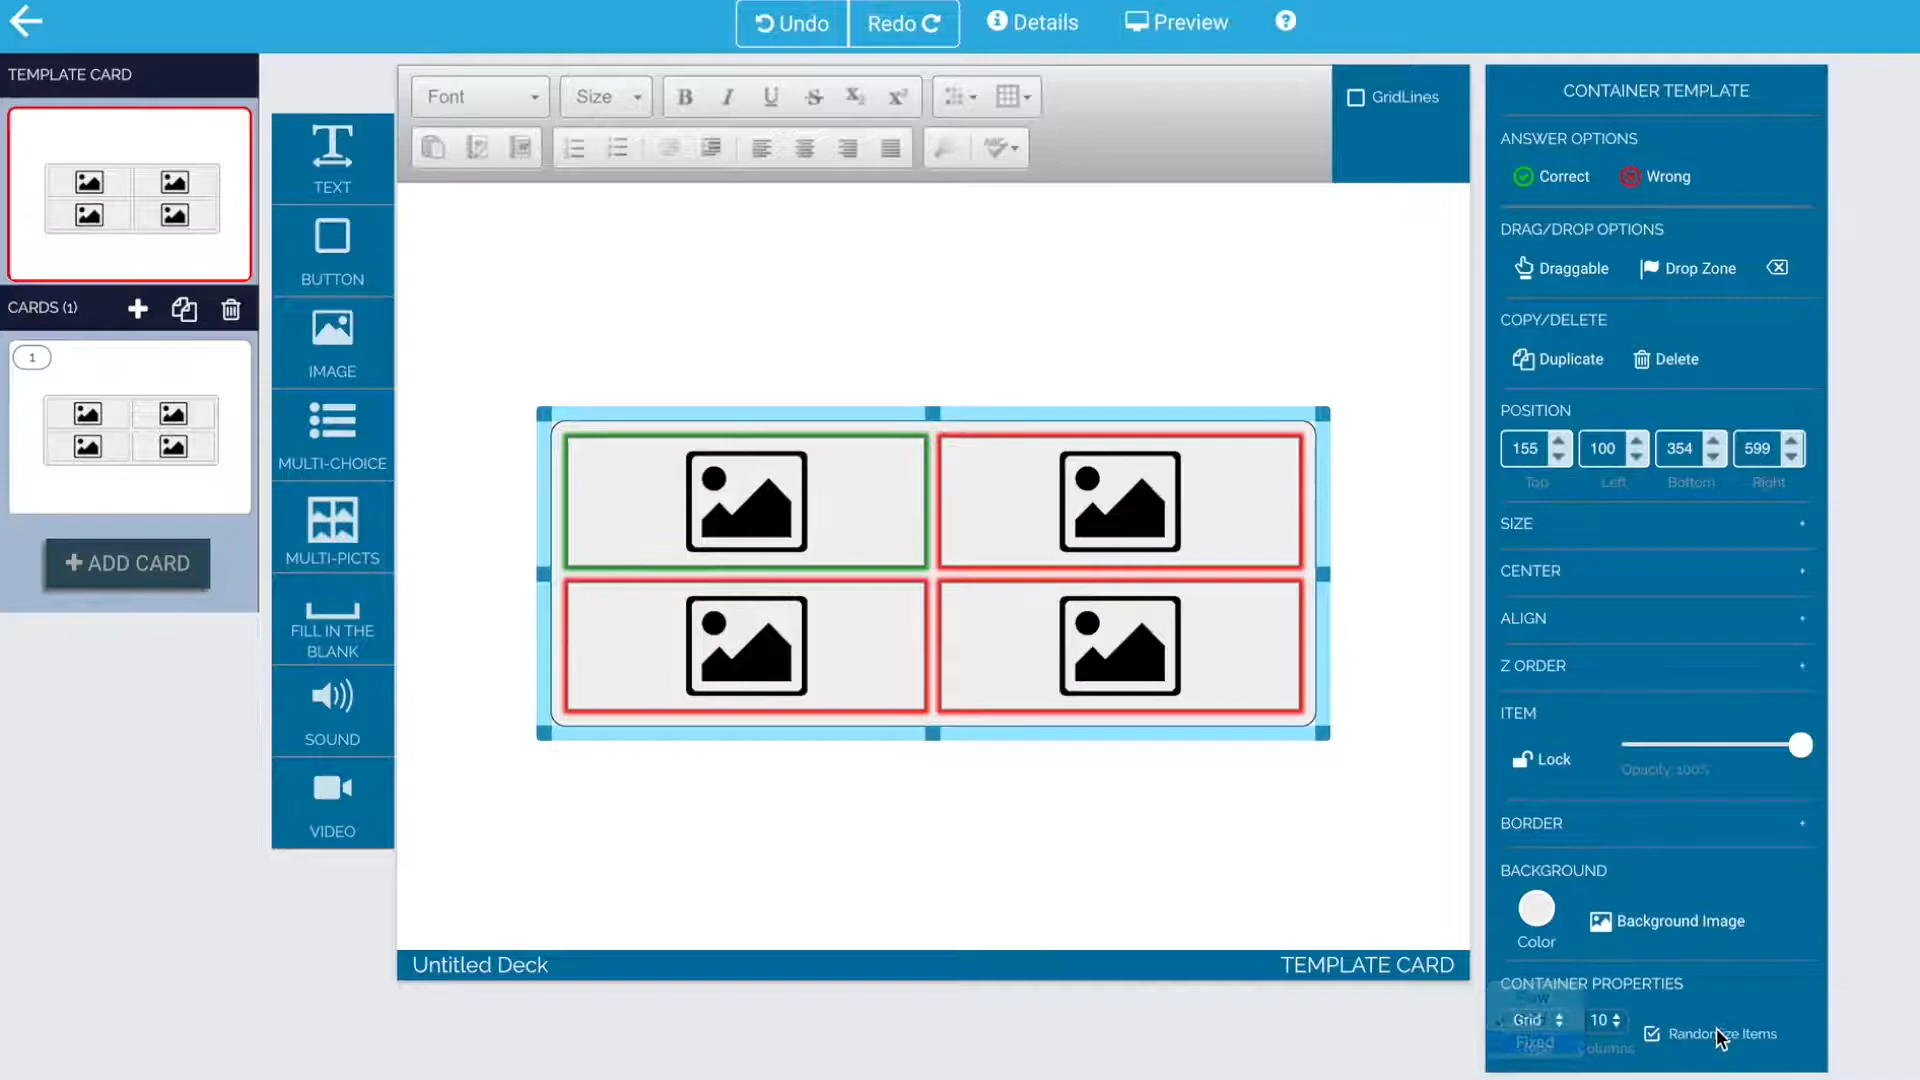 Undo
Redo
Details
Preview
?
TEMPLATE CARD
CARDS (1)
1
+ ADD CARD
TEXT
BUTTON
IMAGE
MULTI-CHOICE
MULTI-PICTS
FILL IN THE
BLANK
SOUND
VIDEO
Font
Size
B I U S X₂ X²
GridLines
ABC
Untitled Deck
TEMPLATE CARD
CONTAINER TEMPLATE
ANSWER OPTIONS
Correct
Wrong
DRAG/DROP OPTIONS
Draggable
Drop Zone
COPY/DELETE
Duplicate
Delete
POSITION
155 100 354 599
Top Left Bottom Right
SIZE +
CENTER +
ALIGN +
Z ORDER +
ITEM
Lock
Opacity: 100%
BORDER +
BACKGROUND
Color
Background Image
CONTAINER PROPERTIES
Grid
10
Randomize Items
Fixed
Columns